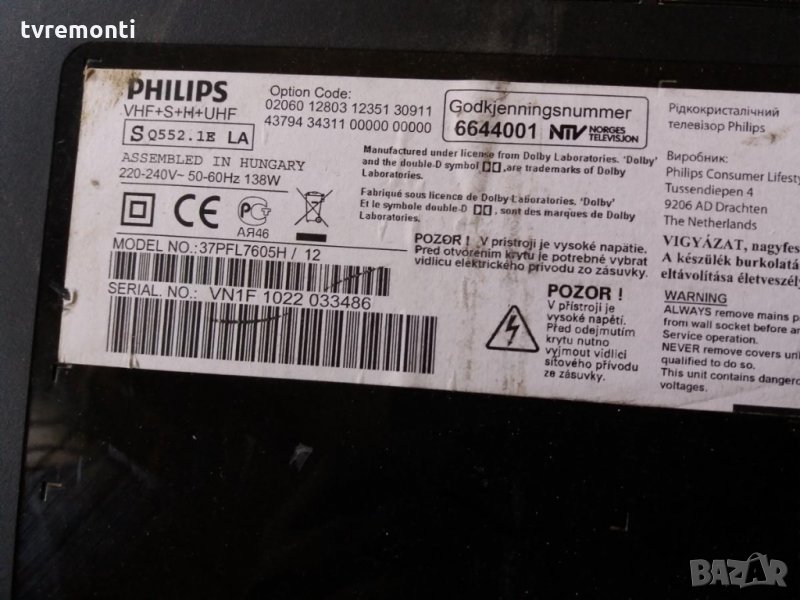 tvremonti
PHILIPS
VHF+S+H+UHF
S Q552.1E LA
ASSEMBLED IN HUNGARY
220-240V~ 50-60Hz 138W
Option Code:
02060 12803 12351 30911
43794 34311 00000 00000
CE
АЯ46
MODEL NO.:37PFL7605H / 12
SERIAL. NO.: VN1F 1022 033486
Godkjenningsnummer
6644001 NTV NORGES
TELEVISJON
Manufactured under license from Dolby Laboratories. 'Dolby'
and the double-D symbol ,are trademarks of Dolby
Laboratories.
Fabriqué sous licence de Dolby Laboratories. 'Dolby'
Et le symbole double-D , sont des marques de Dolby
Laboratories.
POZOR ! V pristroji je vysoké napätie.
Pred otvorením krytu je potrebné vybrat
vidlicu elektrického prívodu zo zásuvky.
POZOR !
V přístroji je
vysoké napětí.
Před odejmutím
krytu nutno
vyjmout vidlici
síťového přívodu
ze zásuvky.
Рідкокристалічний
телевізор Philips
Виробник:
Philips Consumer Lifesty
Tussendiepen 4
9206 AD Drachten
The Netherlands
VIGYÁZAT, nagyfes
A készülék burkolatá
eltávolítása életveszély
WARNING
ALWAYS remove mains p
from wall socket before an
Service operation.
NEVER remove covers unl
qualified to do so.
This unit contains dangero
voltages.
BAZAR